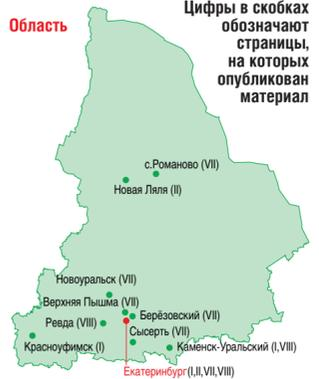 Область
Цифры в скобках
обозначают
страницы,
на которых
опубликован
материал
с.Романово (VII)
Новая Ляля (II)
Новоуральск (VII)
Верхняя Пышма (VII)
Берёзовский (VII)
Ревда (VIII)
Сысерть (VII)
Красноуфимск (I)
Каменск-Уральский (I,VIII)
Екатеринбург(I,II,VII,VIII)